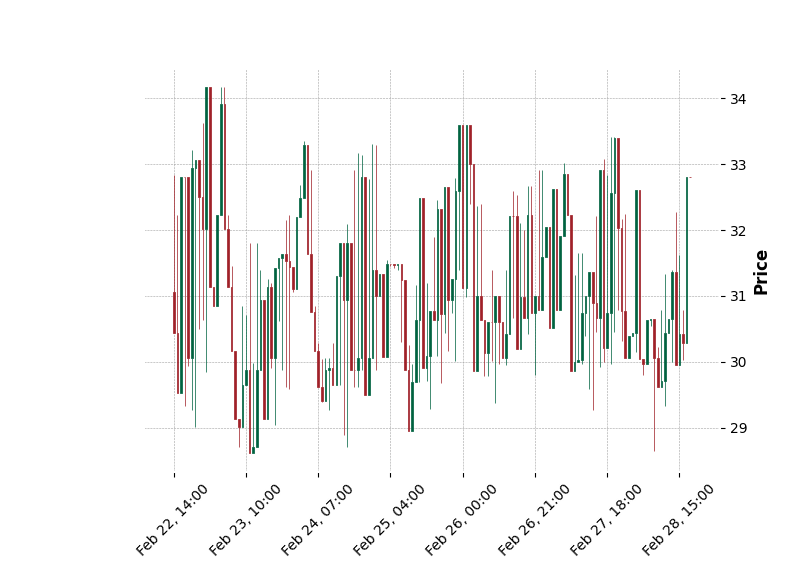 34
33
32
31
30
29
Price
Feb 22, 14:00
Feb 23, 10:00
Feb 24, 07:00
Feb 25, 04:00
Feb 26, 00:00
Feb 26, 21:00
Feb 27, 18:00
Feb 28, 15:00